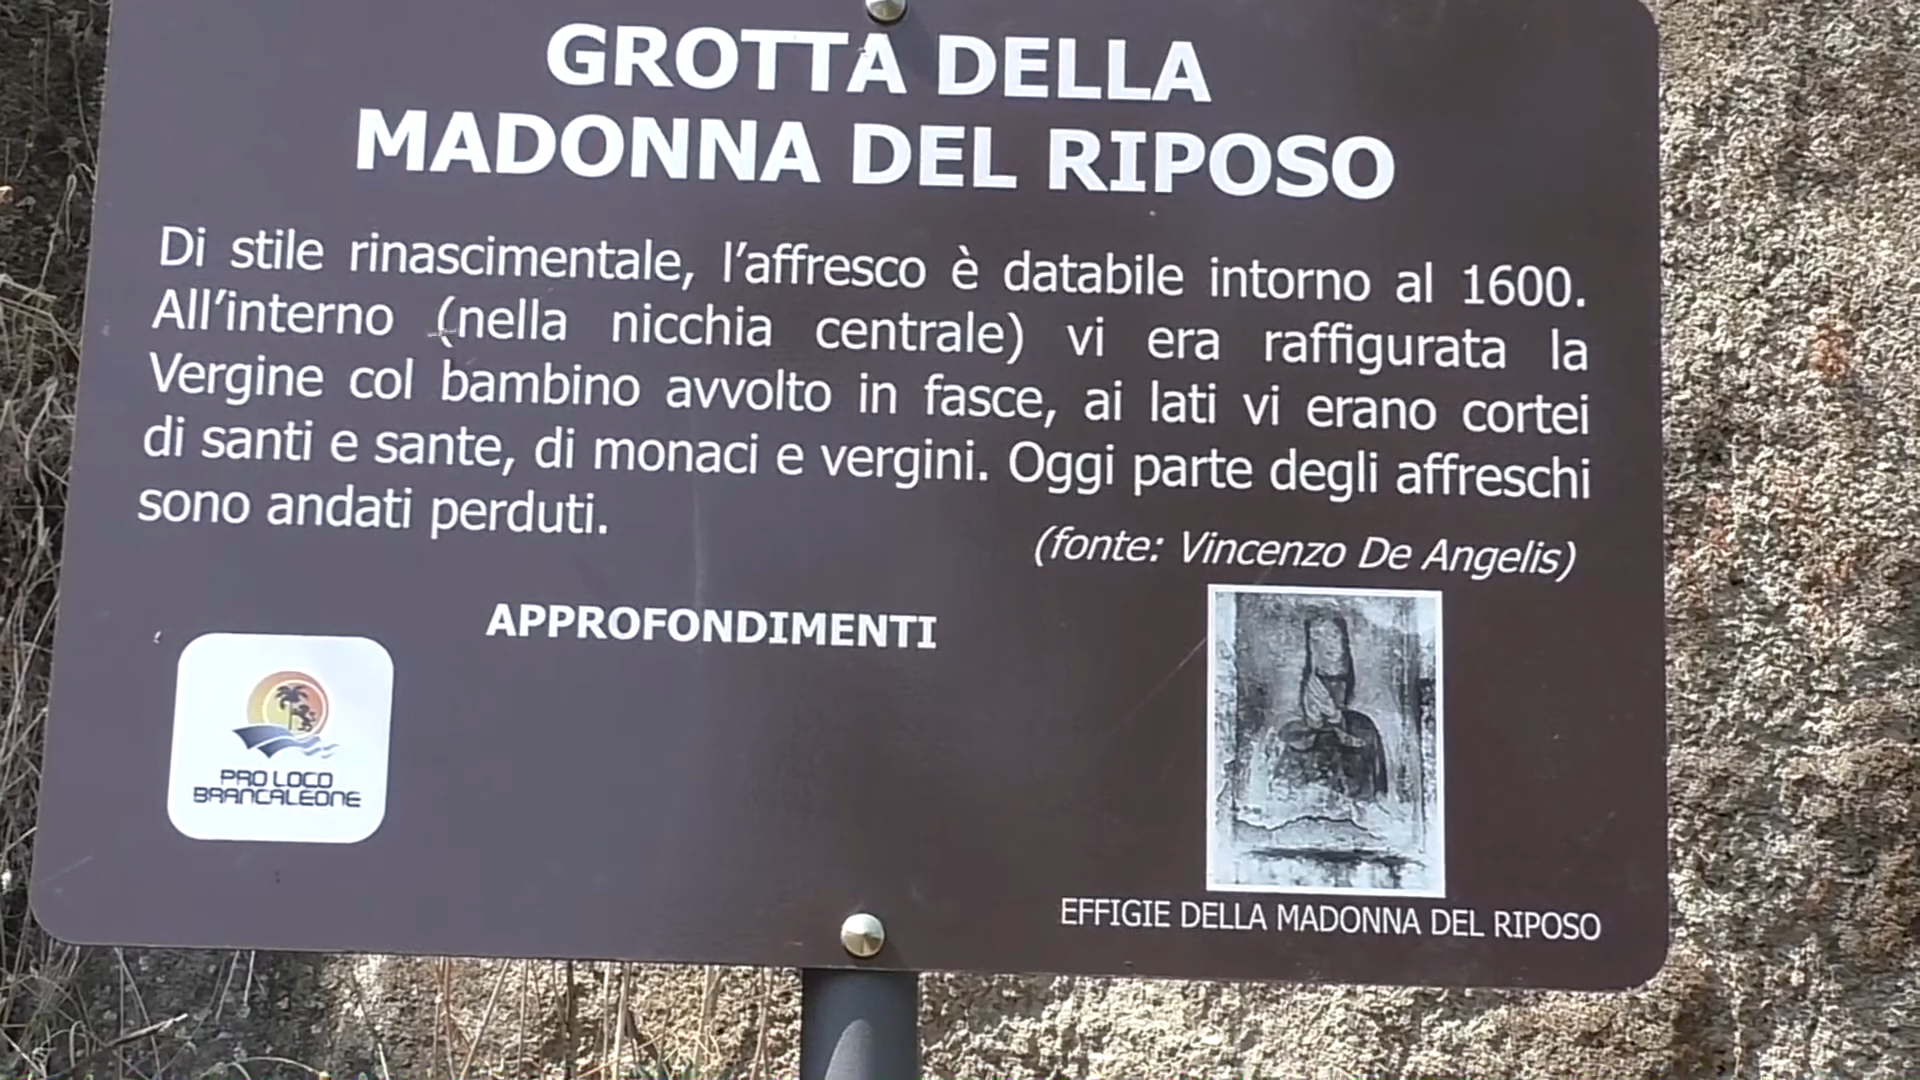 GROTTA DELLA
MADONNA DEL RIPOSO
Di stile rinascimentale, l'affresco è databile intorno al 1600.
All'interno (nella nicchia centrale) vi era raffigurata la
Vergine col bambino avvolto in fasce, ai lati vi erano cortei
di santi e sante, di monaci e vergini. Oggi parte degli affreschi
sono andati perduti.
(fonte: Vincenzo De Angelis)
APPROFONDIMENTI
PRO LOCO
BRANCALEONE
EFFIGIE DELLA MADONNA DEL RIPOSO